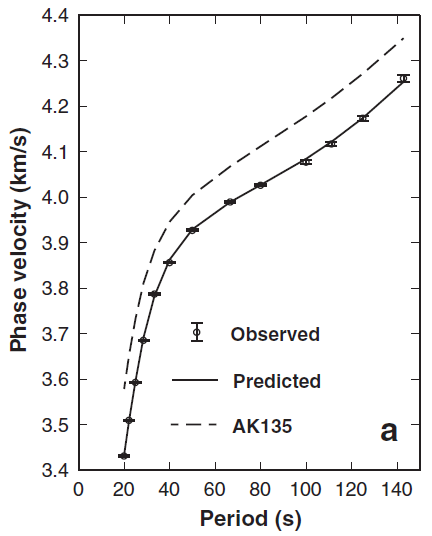 4.4
4.3
4.2
4.1
4.0
3.9
3.8
3.7
3.6
3.5
3.4
Phase velocity (km/s)
Observed
Predicted
AK135
a
0 20 40 60 80 100 120 140
Period (s)